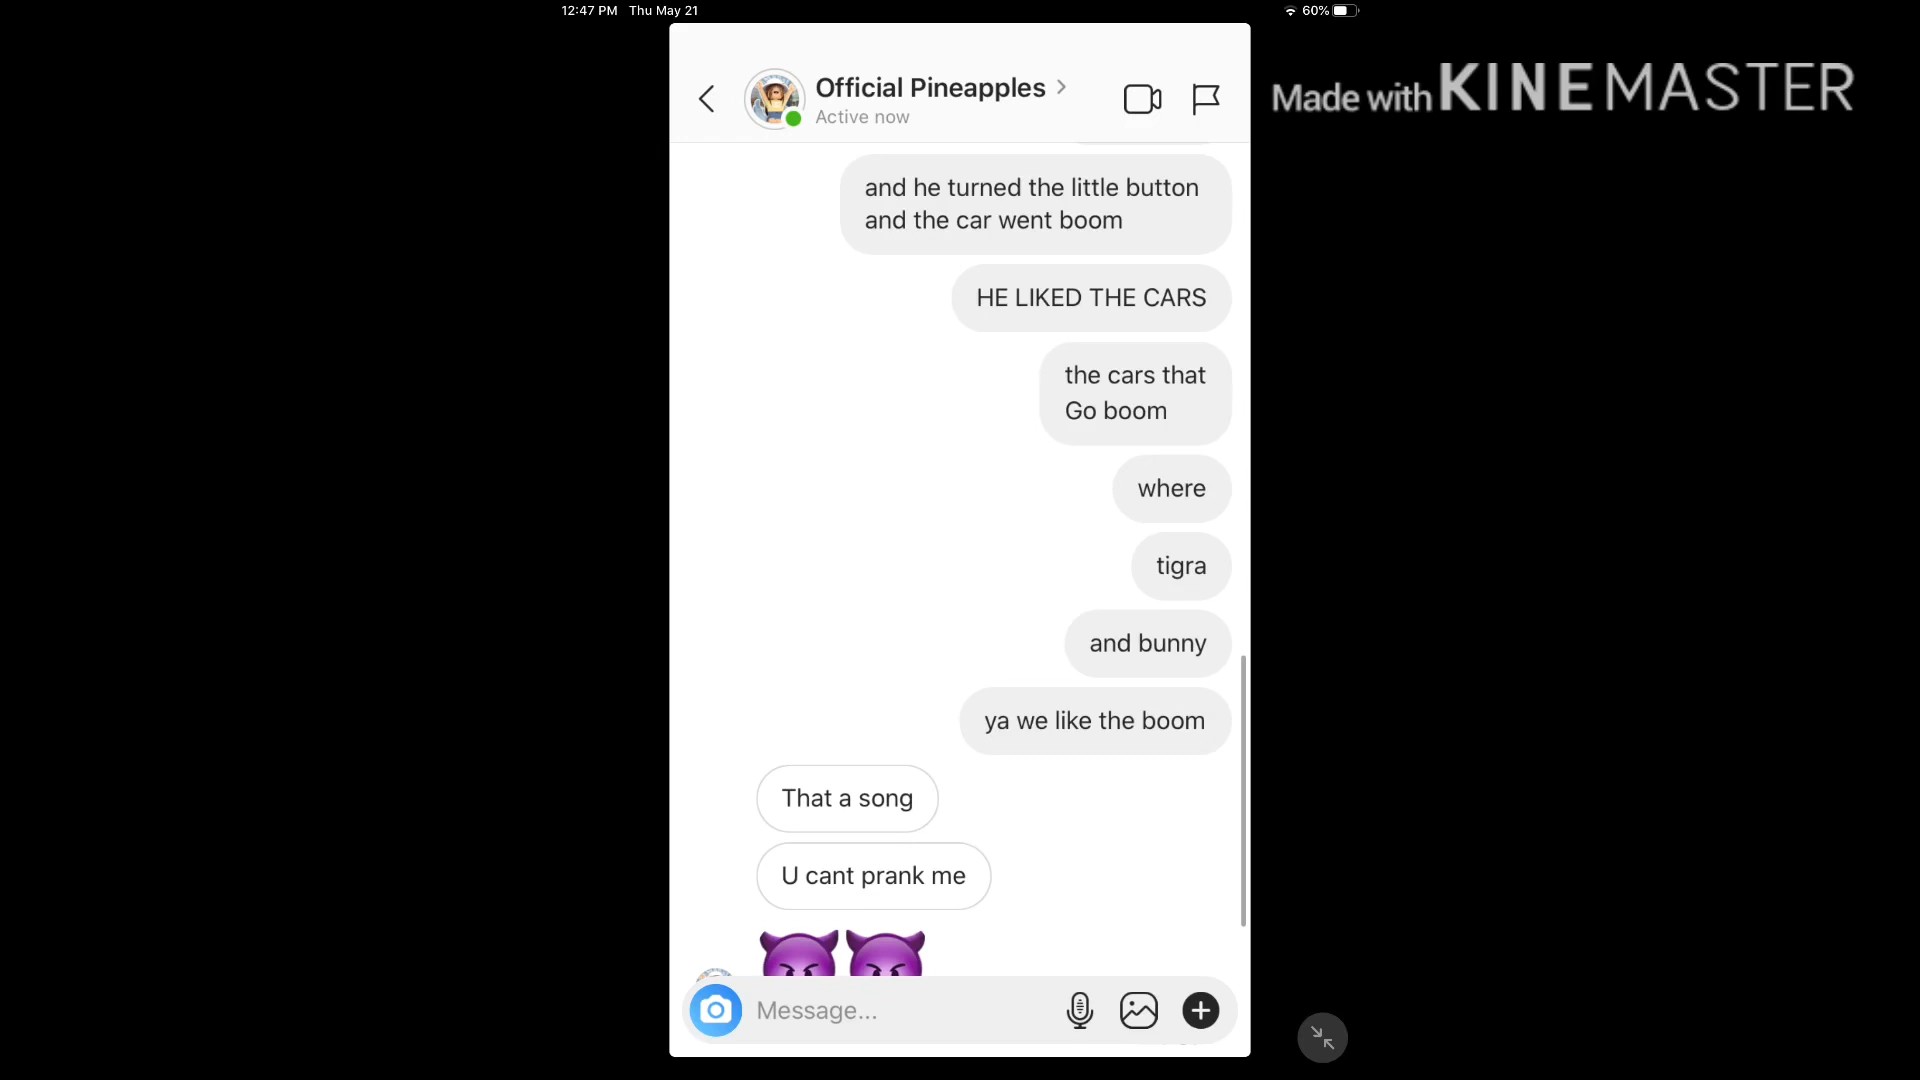 12:47 PM Thu May 21
60%
Official Pineapples
Active now
Made with KINEMASTER
and he turned the little button
and the car went boom
HE LIKED THE CARS
the cars that
Go boom
where
tigra
and bunny
ya we like the boom
That a song
U cant prank me
Message...